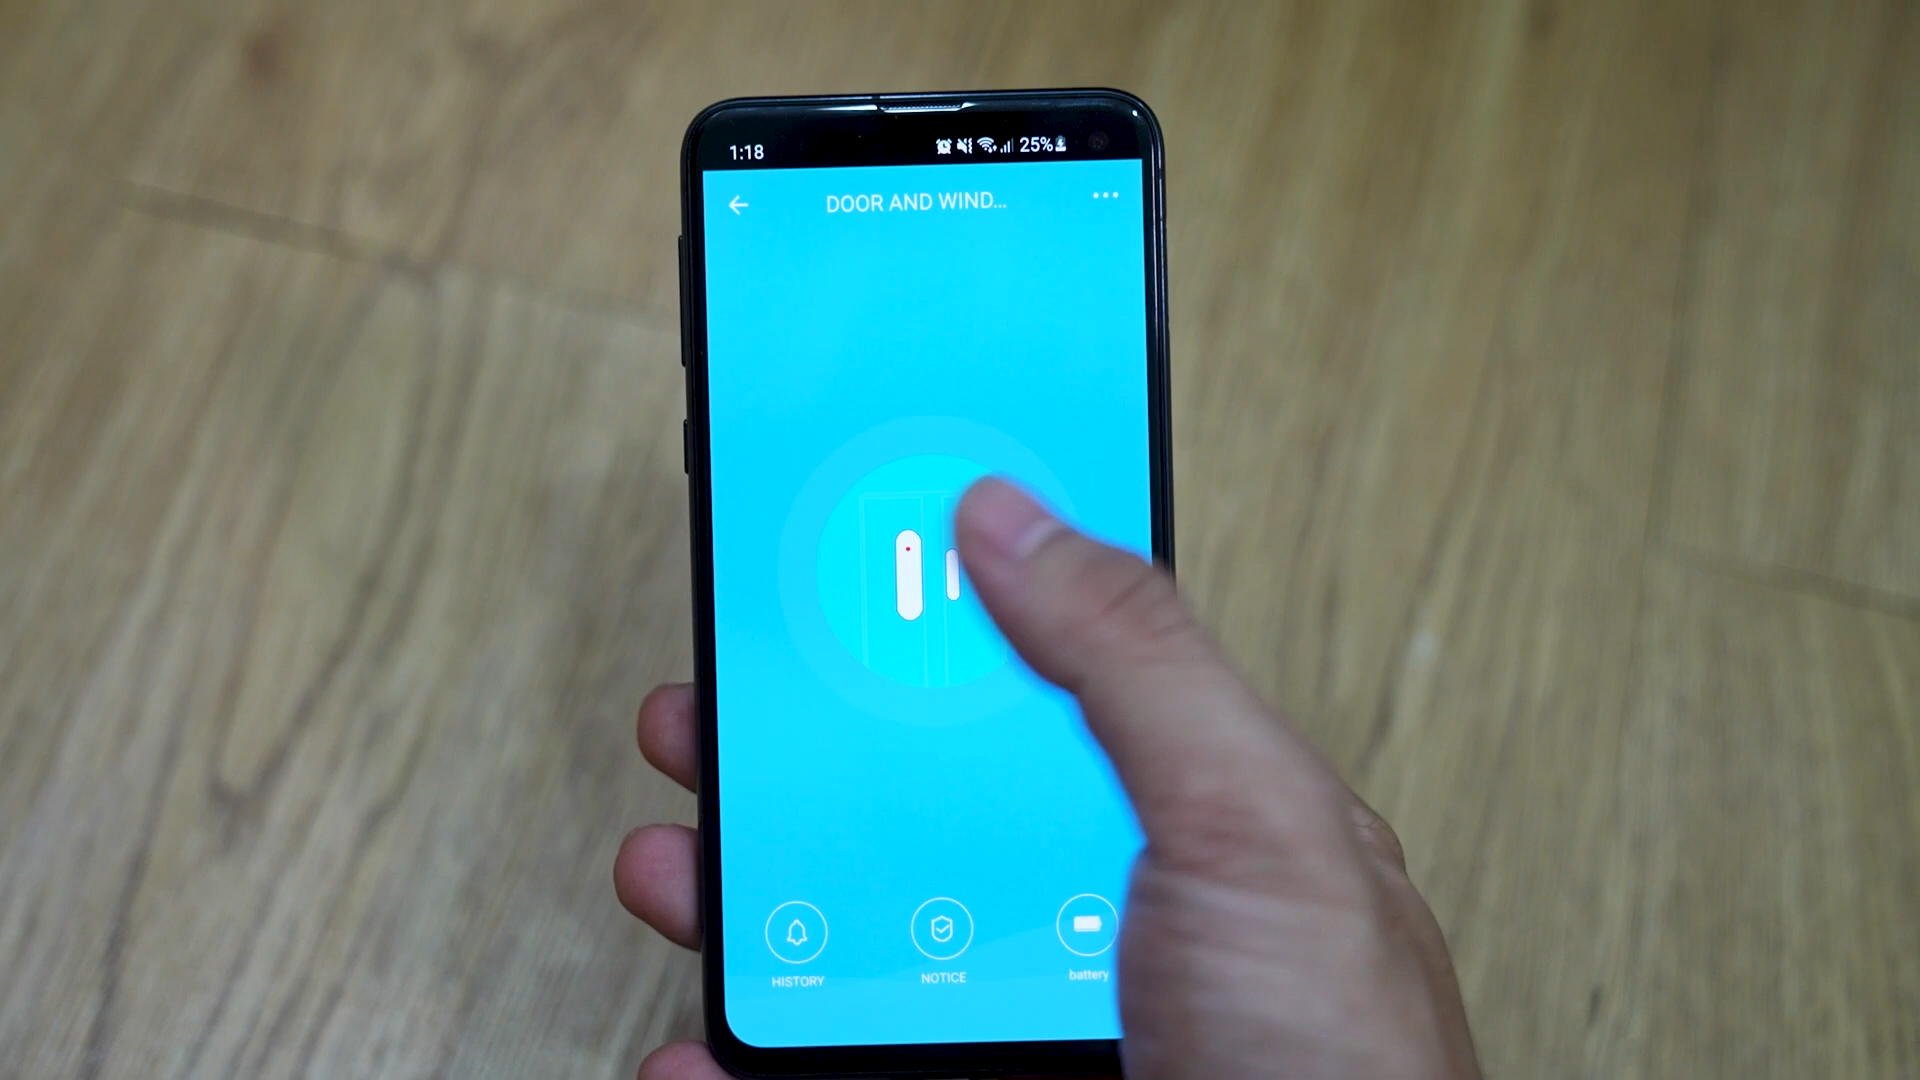 1:18
25%
DOOR AND WIND...
HISTORY
NOTICE
battery